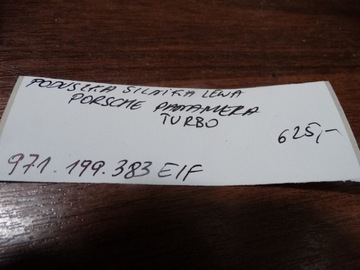 PODUSZKA SILNIKA LEWA
PORSCHE PANAMERA
TURBO
625,-
971.199.383 E/F